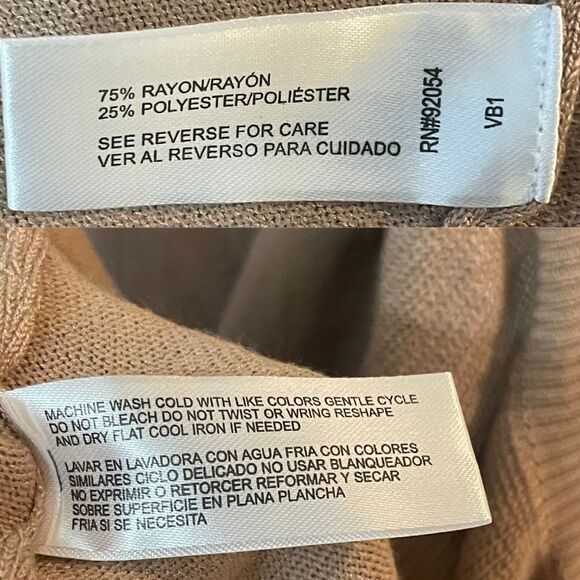 75% RAYON/RAYÓN
25% POLYESTER/POLIÉSTER
SEE REVERSE FOR CARE
VER AL REVERSO PARA CUIDADO
RN#92054
VB1
MACHINE WASH COLD WITH LIKE COLORS GENTLE CYCLE
DO NOT BLEACH DO NOT TWIST OR WRING RESHAPE
AND DRY FLAT COOL IRON IF NEEDED
LAVAR EN LAVADORA CON AGUA FRIA CON COLORES
SIMILARES CICLO DELICADO NO USAR BLANQUEADOR
NO EXPRIMIR O RETORCER REFORMAR Y SECAR
SOBRE SUPERFICIE EN PLANA PLANCHA
FRIA SI SE NECESITA